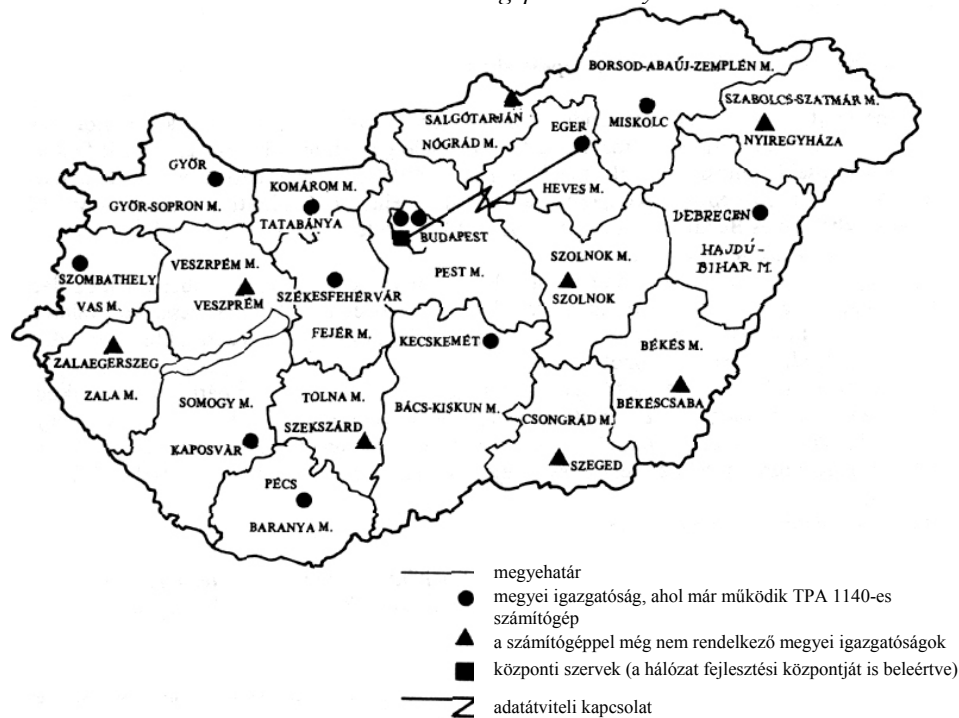 BORSOD-ABAÚJ-ZEMPLÉN M.
SZABOLCS-SZATMÁR M.
SALGÓTARJÁN
NÓGRÁD M.
EGER
MISKOLC
NYIREGYHÁZA
GYŐR
KOMÁROM M.
HEVES M.
GYŐR-SOPRON M.
TATABÁNYA
DEBRECEN
BUDAPEST
HAJDÚ-
BIHAR M.
SZOMBATHELY
VESZRPÉM M.
SZOLNOK M.
PEST M.
VAS M.
VESZPRÉM
SZÉKESFEHÉRVÁR
SZOLNOK
FEJÉR M.
KECSKEMÉT
BÉKÉS M.
ZALAEGERSZEG
ZALA M.
SOMOGY M.
TOLNA M.
BÁCS-KISKUN M.
BÉKÉSCSABA
SZEKSZÁRD
CSONGRÁD M.
KAPOSVÁR
SZEGED
PÉCS
BARANYA M.
megyehatár
megyei igazgatóság, ahol már működik TPA 1140-es
számítógép
a számítógéppel még nem rendelkező megyei igazgatóságok
központi szervek (a hálózat fejlesztési központját is beleértve)
adatátviteli kapcsolat